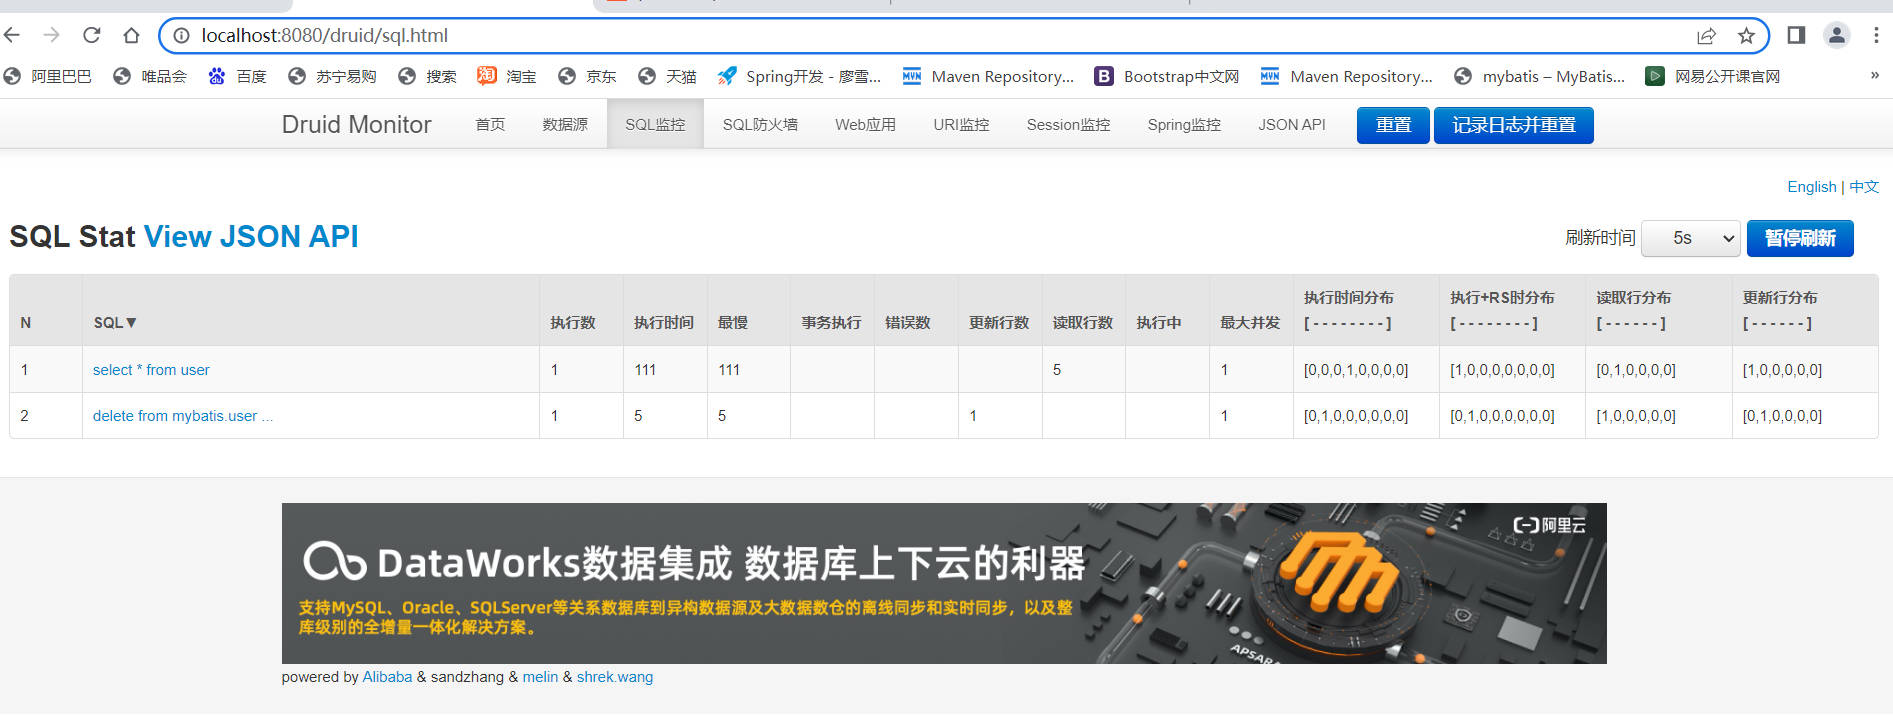 localhost:8080/druid/sql.html
阿里巴巴 唯品会 百度 苏宁易购 搜索 淘宝 京东 天猫 Spring开发 - 廖雪... Maven Repository... Bootstrap中文网 Maven Repository... mybatis – MyBatis... 网易公开课官网 »
Druid Monitor 首页 数据源 SQL监控 SQL防火墙 Web应用 URI监控 Session监控 Spring监控 JSON API 重置 记录日志并重置
English | 中文
SQL Stat View JSON API 刷新时间 5s 暂停刷新
N SQL▼ 执行数 执行时间 最慢 事务执行 错误数 更新行数 读取行数 执行中 最大并发 执行时间分布 [ - - - - - - - - ] 执行+RS时分布 [ - - - - - - - - ] 读取行分布 [ - - - - - - ] 更新行分布 [ - - - - - - ]
1 select * from user 1 111 111 5 1 [0,0,0,1,0,0,0,0] [1,0,0,0,0,0,0,0] [0,1,0,0,0,0] [1,0,0,0,0,0]
2 delete from mybatis.user ... 1 5 5 1 1 [0,1,0,0,0,0,0,0] [0,1,0,0,0,0,0,0] [1,0,0,0,0,0] [0,1,0,0,0,0]
阿里云
DataWorks数据集成 数据库上下云的利器
支持MySQL、Oracle、SQLServer等关系数据库到异构数据源及大数据数仓的离线同步和实时同步，以及整
库级别的全增量一体化解决方案。
powered by Alibaba & sandzhang & melin & shrek.wang